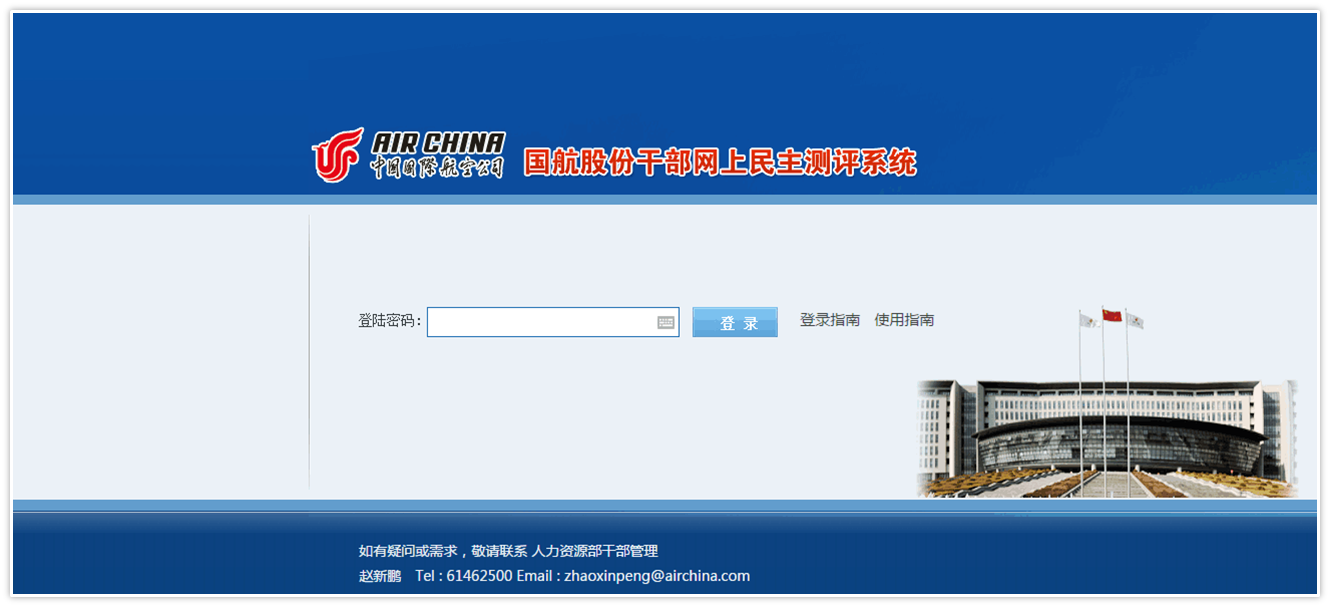 AIR CHINA
中国国際航空公司
国航股份干部网上民主测评系统
登陆密码： 登 录 登录指南 使用指南
如有疑问或需求，敬请联系 人力资源部干部管理
赵新鹏 Tel : 61462500 Email : zhaoxinpeng@airchina.com